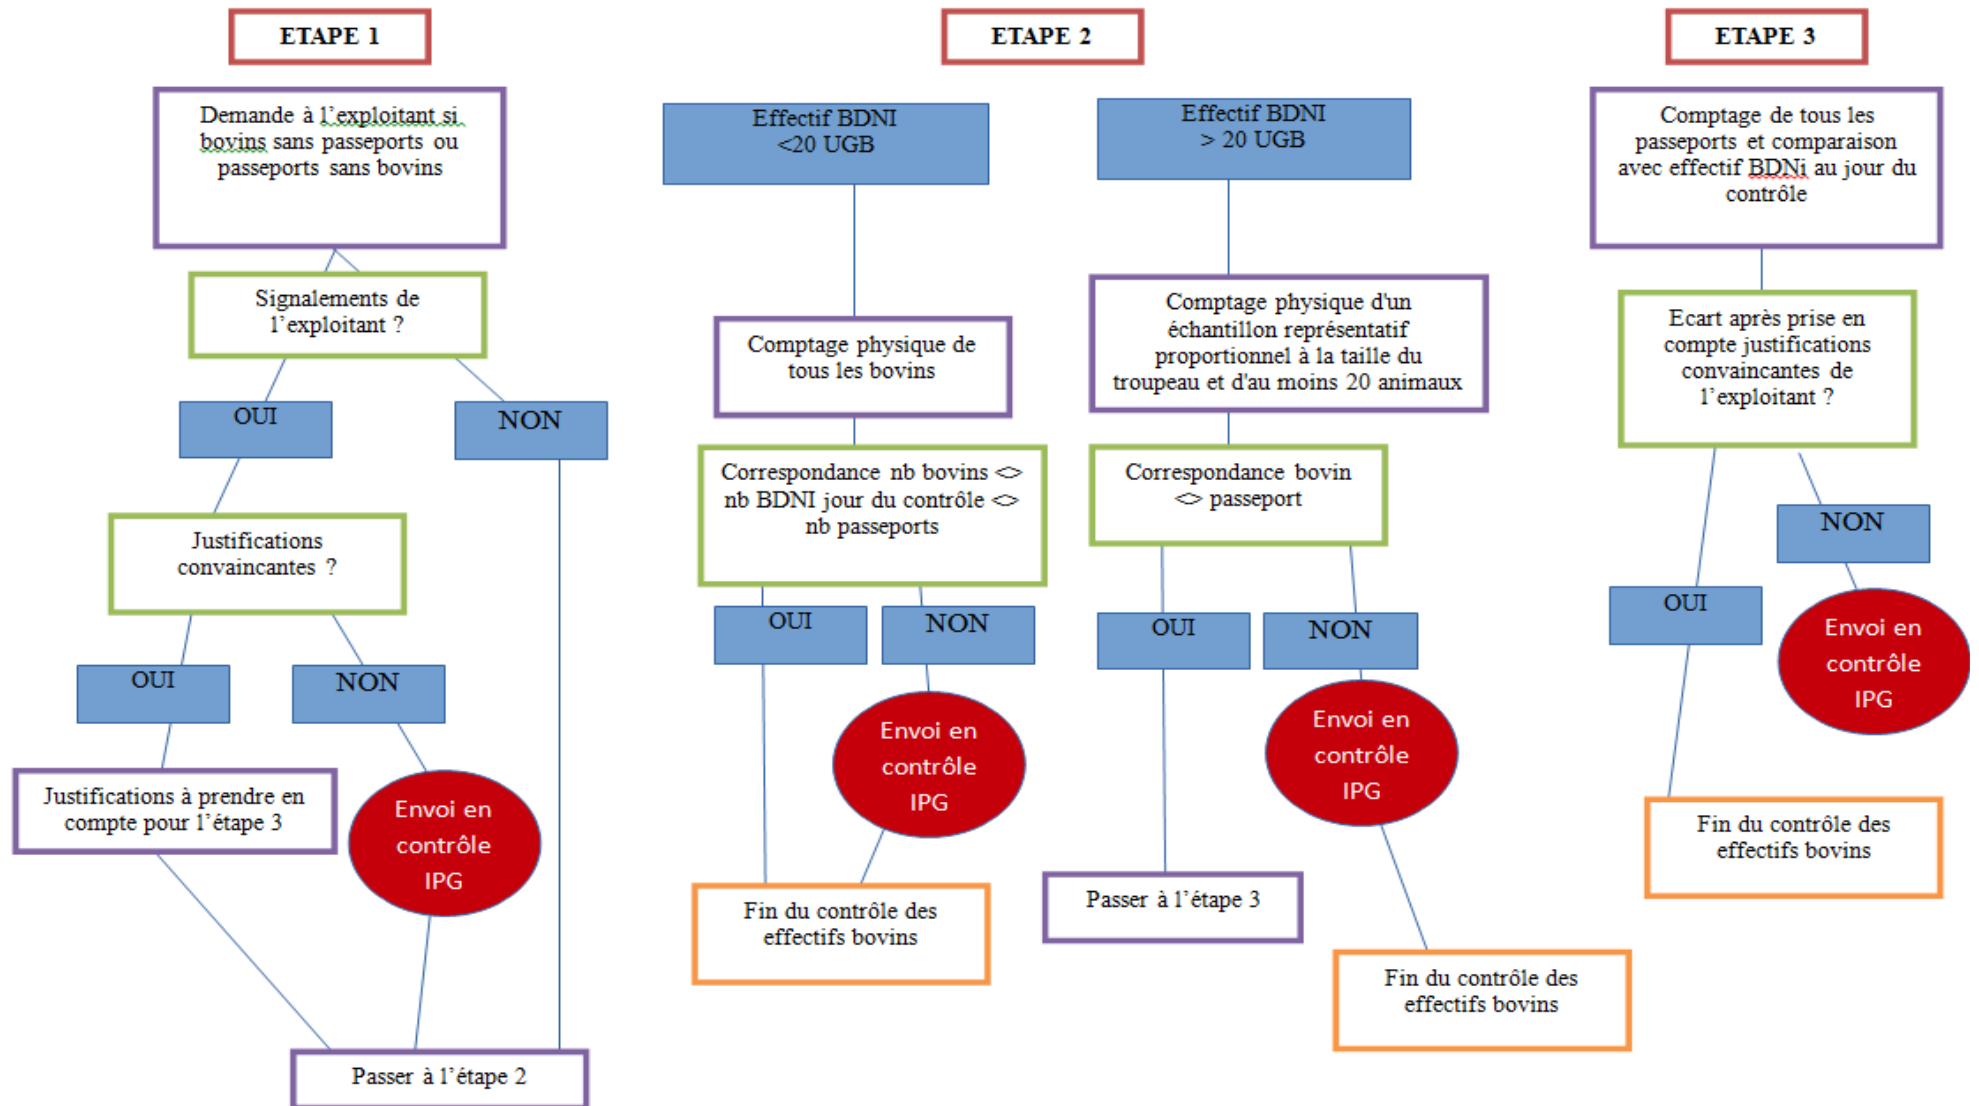 ETAPE 1
Demande à l'exploitant si
bovins sans passeports ou
passeports sans bovins
Signalements de
l'exploitant ?
OUI
NON
Justifications
convaincantes ?
OUI
NON
Justifications à prendre en
compte pour l'étape 3
Envoi en
contrôle
IPG
Passer à l'étape 2
ETAPE 2
Effectif BDNI
<20 UGB
Comptage physique de
tous les bovins
Correspondance nb bovins <>
nb BDNI jour du contrôle <>
nb passeports
OUI
NON
Envoi en
contrôle
IPG
Fin du contrôle des
effectifs bovins
Effectif BDNI
> 20 UGB
Comptage physique d'un
échantillon représentatif
proportionnel à la taille du
troupeau et d'au moins 20 animaux
Correspondance bovin
<> passeport
OUI
NON
Envoi en
contrôle
IPG
Passer à l'étape 3
Fin du contrôle des
effectifs bovins
ETAPE 3
Comptage de tous les
passeports et comparaison
avec effectif BDNi au jour du
contrôle
Ecart après prise en
compte justifications
convaincantes de
l'exploitant ?
NON
OUI
Envoi en
contrôle
IPG
Fin du contrôle des
effectifs bovins